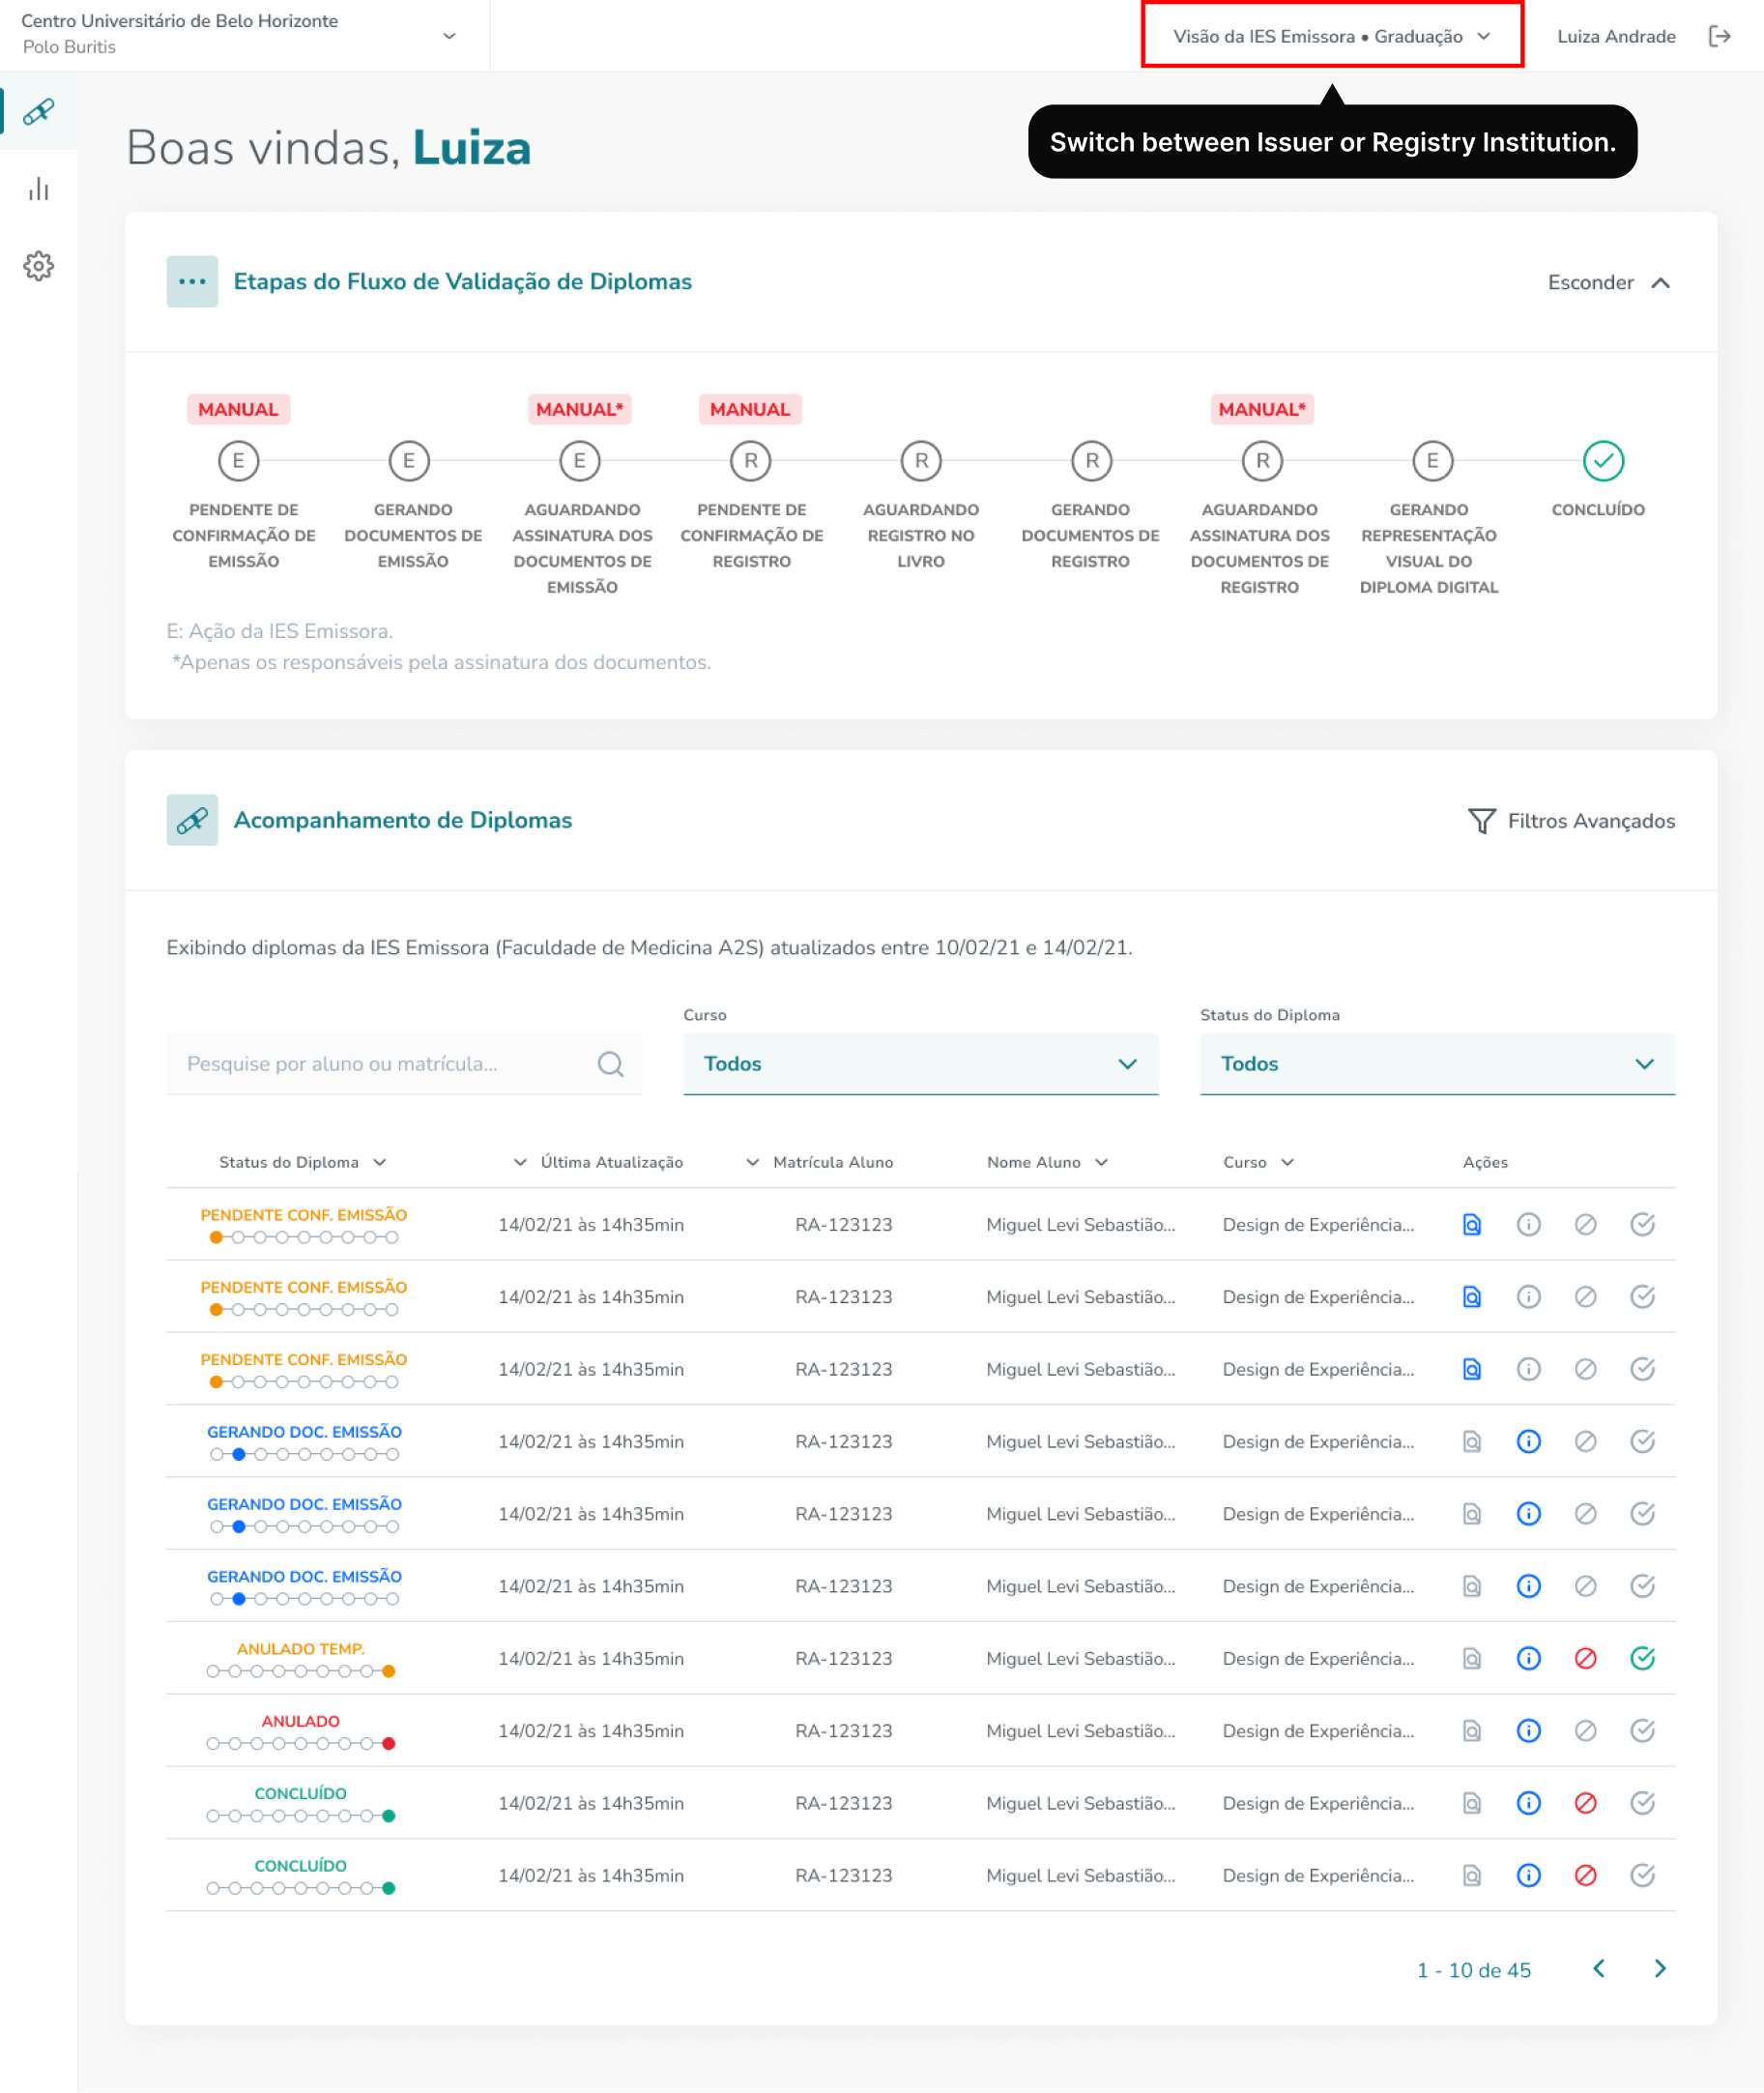 Centro Universitário de Belo Horizonte
Polo Buritis
Visão da IES Emissora • Graduação
Luiza Andrade
Switch between Issuer or Registry Institution.
Boas vindas, Luiza
Etapas do Fluxo de Validação de Diplomas
Esconder
MANUAL MANUAL* MANUAL MANUAL*
E E E R R R R E
PENDENTE DE CONFIRMAÇÃO DE EMISSÃO
GERANDO DOCUMENTOS DE EMISSÃO
AGUARDANDO ASSINATURA DOS DOCUMENTOS DE EMISSÃO
PENDENTE DE CONFIRMAÇÃO DE REGISTRO
AGUARDANDO REGISTRO NO LIVRO
GERANDO DOCUMENTOS DE REGISTRO
AGUARDANDO ASSINATURA DOS DOCUMENTOS DE REGISTRO
GERANDO REPRESENTAÇÃO VISUAL DO DIPLOMA DIGITAL
CONCLUÍDO
E: Ação da IES Emissora.
*Apenas os responsáveis pela assinatura dos documentos.
Acompanhamento de Diplomas
Filtros Avançados
Exibindo diplomas da IES Emissora (Faculdade de Medicina A2S) atualizados entre 10/02/21 e 14/02/21.
Curso
Status do Diploma
Pesquise por aluno ou matrícula...
Todos
Todos
Status do Diploma Última Atualização Matrícula Aluno Nome Aluno Curso Ações
PENDENTE CONF. EMISSÃO 14/02/21 às 14h35min RA-123123 Miguel Levi Sebastião... Design de Experiência...
PENDENTE CONF. EMISSÃO 14/02/21 às 14h35min RA-123123 Miguel Levi Sebastião... Design de Experiência...
PENDENTE CONF. EMISSÃO 14/02/21 às 14h35min RA-123123 Miguel Levi Sebastião... Design de Experiência...
GERANDO DOC. EMISSÃO 14/02/21 às 14h35min RA-123123 Miguel Levi Sebastião... Design de Experiência...
GERANDO DOC. EMISSÃO 14/02/21 às 14h35min RA-123123 Miguel Levi Sebastião... Design de Experiência...
GERANDO DOC. EMISSÃO 14/02/21 às 14h35min RA-123123 Miguel Levi Sebastião... Design de Experiência...
ANULADO TEMP. 14/02/21 às 14h35min RA-123123 Miguel Levi Sebastião... Design de Experiência...
ANULADO 14/02/21 às 14h35min RA-123123 Miguel Levi Sebastião... Design de Experiência...
CONCLUÍDO 14/02/21 às 14h35min RA-123123 Miguel Levi Sebastião... Design de Experiência...
CONCLUÍDO 14/02/21 às 14h35min RA-123123 Miguel Levi Sebastião... Design de Experiência...
1 - 10 de 45